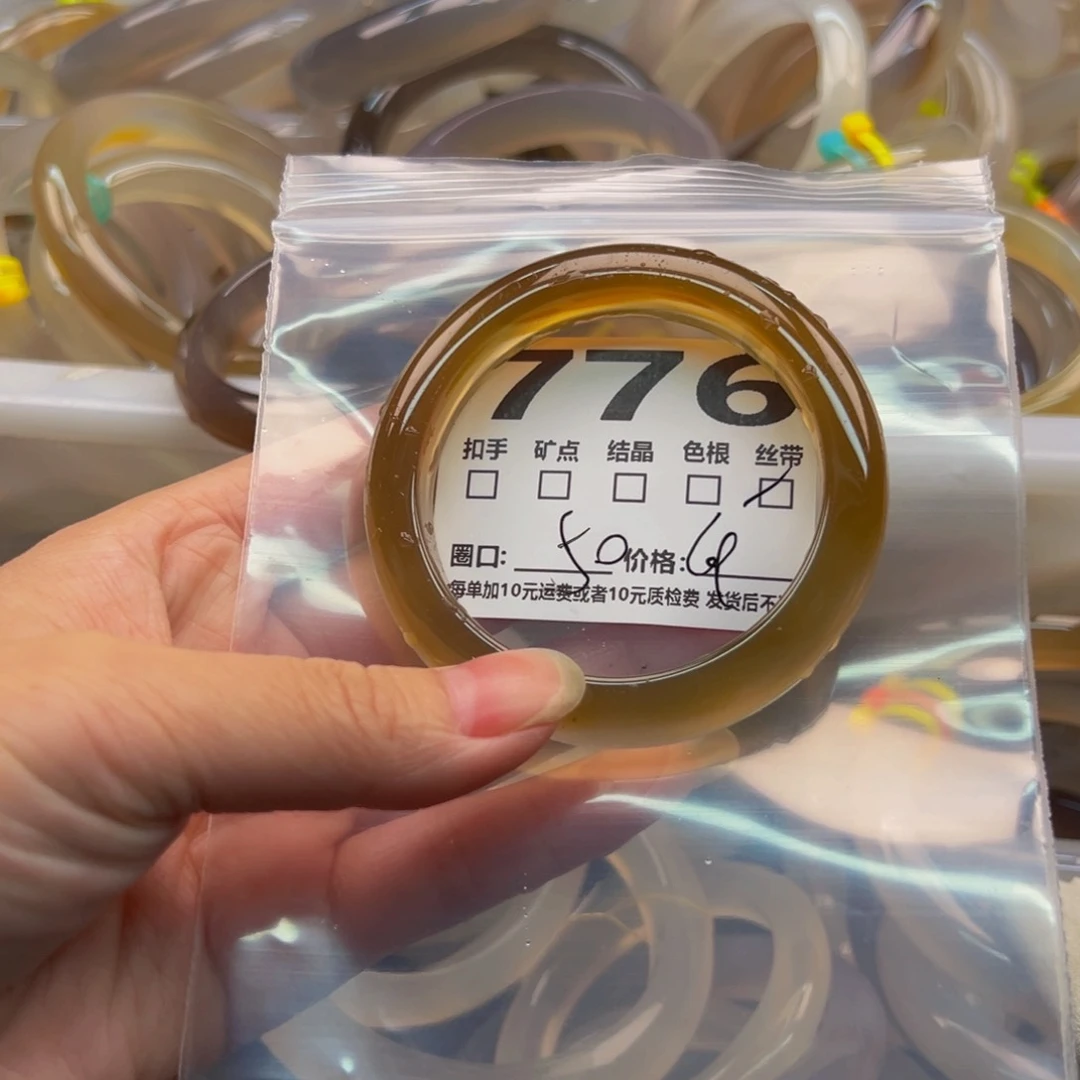 776
扣手 矿点 结晶 色根 丝带
圈口: 50 价格:
每单加10元运费或者10元质检费 发货后不